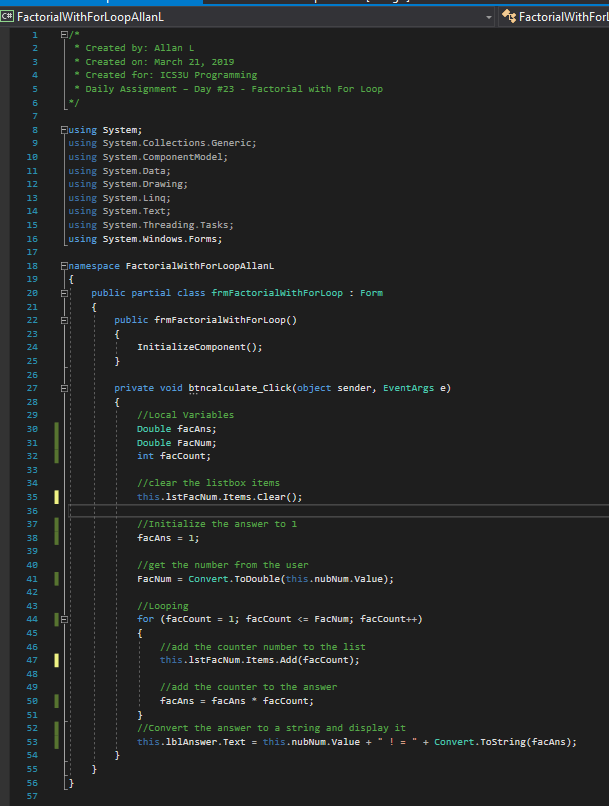 C# FactorialWithForLoopAllanL FactorialWithForL
1 /*
2 * Created by: Allan L
3 * Created on: March 21, 2019
4 * Created for: ICS3U Programming
5 * Daily Assignment – Day #23 - Factorial with For Loop
6 */
7
8 using System;
9 using System.Collections.Generic;
10 using System.ComponentModel;
11 using System.Data;
12 using System.Drawing;
13 using System.Linq;
14 using System.Text;
15 using System.Threading.Tasks;
16 using System.Windows.Forms;
17
18 namespace FactorialWithForLoopAllanL
19 {
20 public partial class frmFactorialWithForLoop : Form
21 {
22 public frmFactorialWithForLoop()
23 {
24 InitializeComponent();
25 }
26
27 private void btncalculate_Click(object sender, EventArgs e)
28 {
29 //Local Variables
30 Double facAns;
31 Double FacNum;
32 int facCount;
33
34 //clear the listbox items
35 this.lstFacNum.Items.Clear();
36
37 //Initialize the answer to 1
38 facAns = 1;
39
40 //get the number from the user
41 FacNum = Convert.ToDouble(this.nubNum.Value);
42
43 //Looping
44 for (facCount = 1; facCount <= FacNum; facCount++)
45 {
46 //add the counter number to the list
47 this.lstFacNum.Items.Add(facCount);
48
49 //add the counter to the answer
50 facAns = facAns * facCount;
51 }
52 //Convert the answer to a string and display it
53 this.lblAnswer.Text = this.nubNum.Value + " ! = " + Convert.ToString(facAns);
54 }
55 }
56 }
57